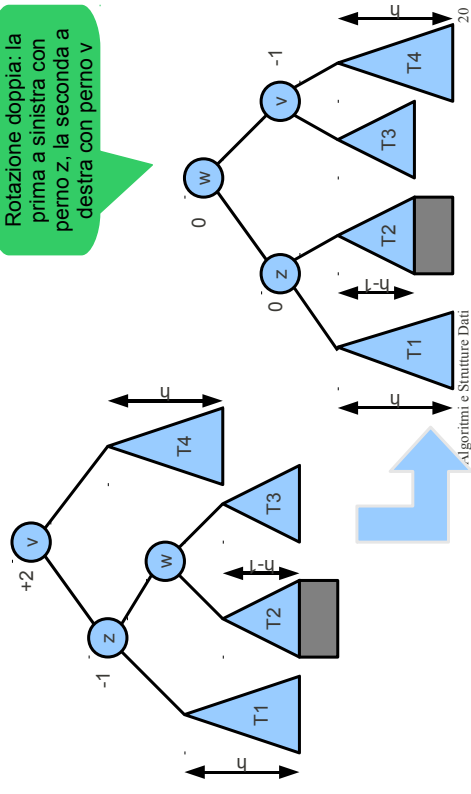 Rotazione doppia: la
prima a sinistra con
perno z, la seconda a
destra con perno v
+2
v
-1
z
w
h
T1
T2
h-1
T3
T4
h
0
w
0
z
-1
v
h
T1
h-1
T2
T3
T4
h
Algoritmi e Strutture Dati
20